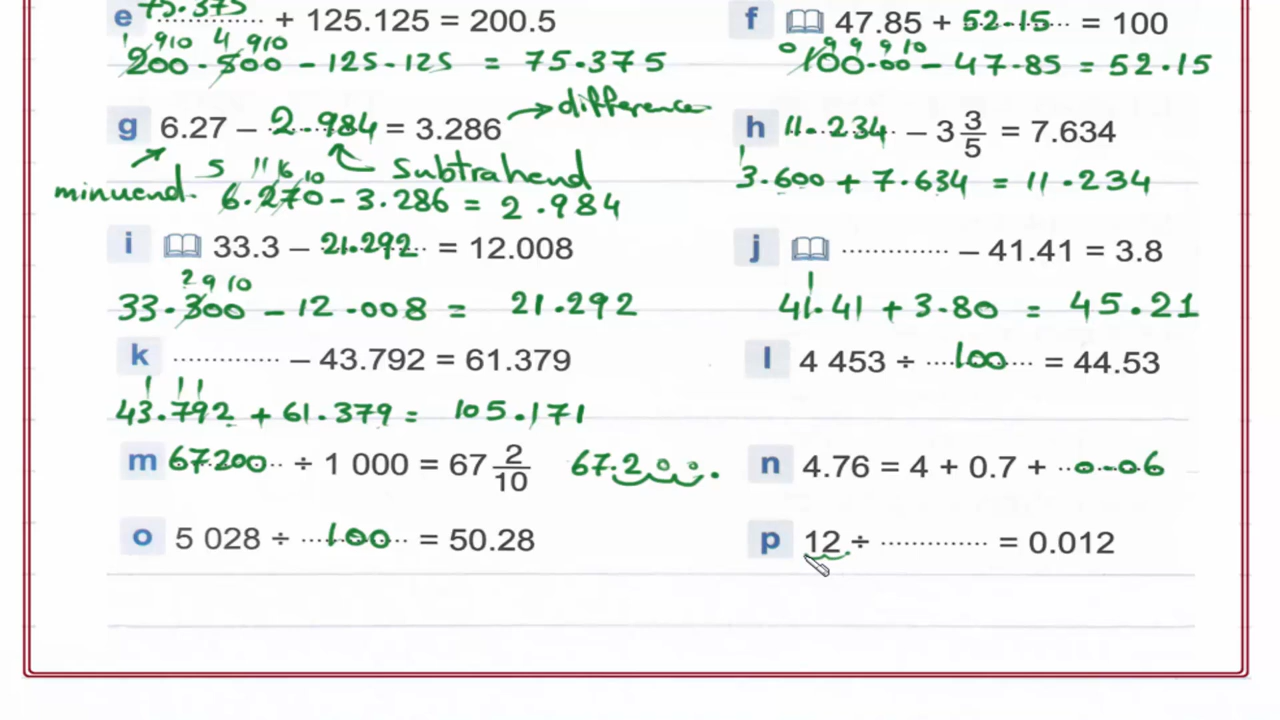 e 75.375 + 125.125 = 200.5
f 47.85 + 52.15 = 100
200.500 - 125.125 = 75.375
100.00 - 47.85 = 52.15
g 6.27 – 2.984 = 3.286 → difference
h 11.234 – 3 3/5 = 7.634
minuend Subtrahend
6.270 - 3.286 = 2.984
3.600 + 7.634 = 11.234
i 33.3 – 21.292 = 12.008
j ............... – 41.41 = 3.8
33.300 - 12.008 = 21.292
41.41 + 3.80 = 45.21
k ............... – 43.792 = 61.379
l 4 453 ÷ 100 = 44.53
43.792 + 61.379 = 105.171
m 67200 ÷ 1 000 = 67 2/10 67.200.
n 4.76 = 4 + 0.7 + 0.06
o 5 028 ÷ 100 = 50.28
p 12. ÷ ............... = 0.012